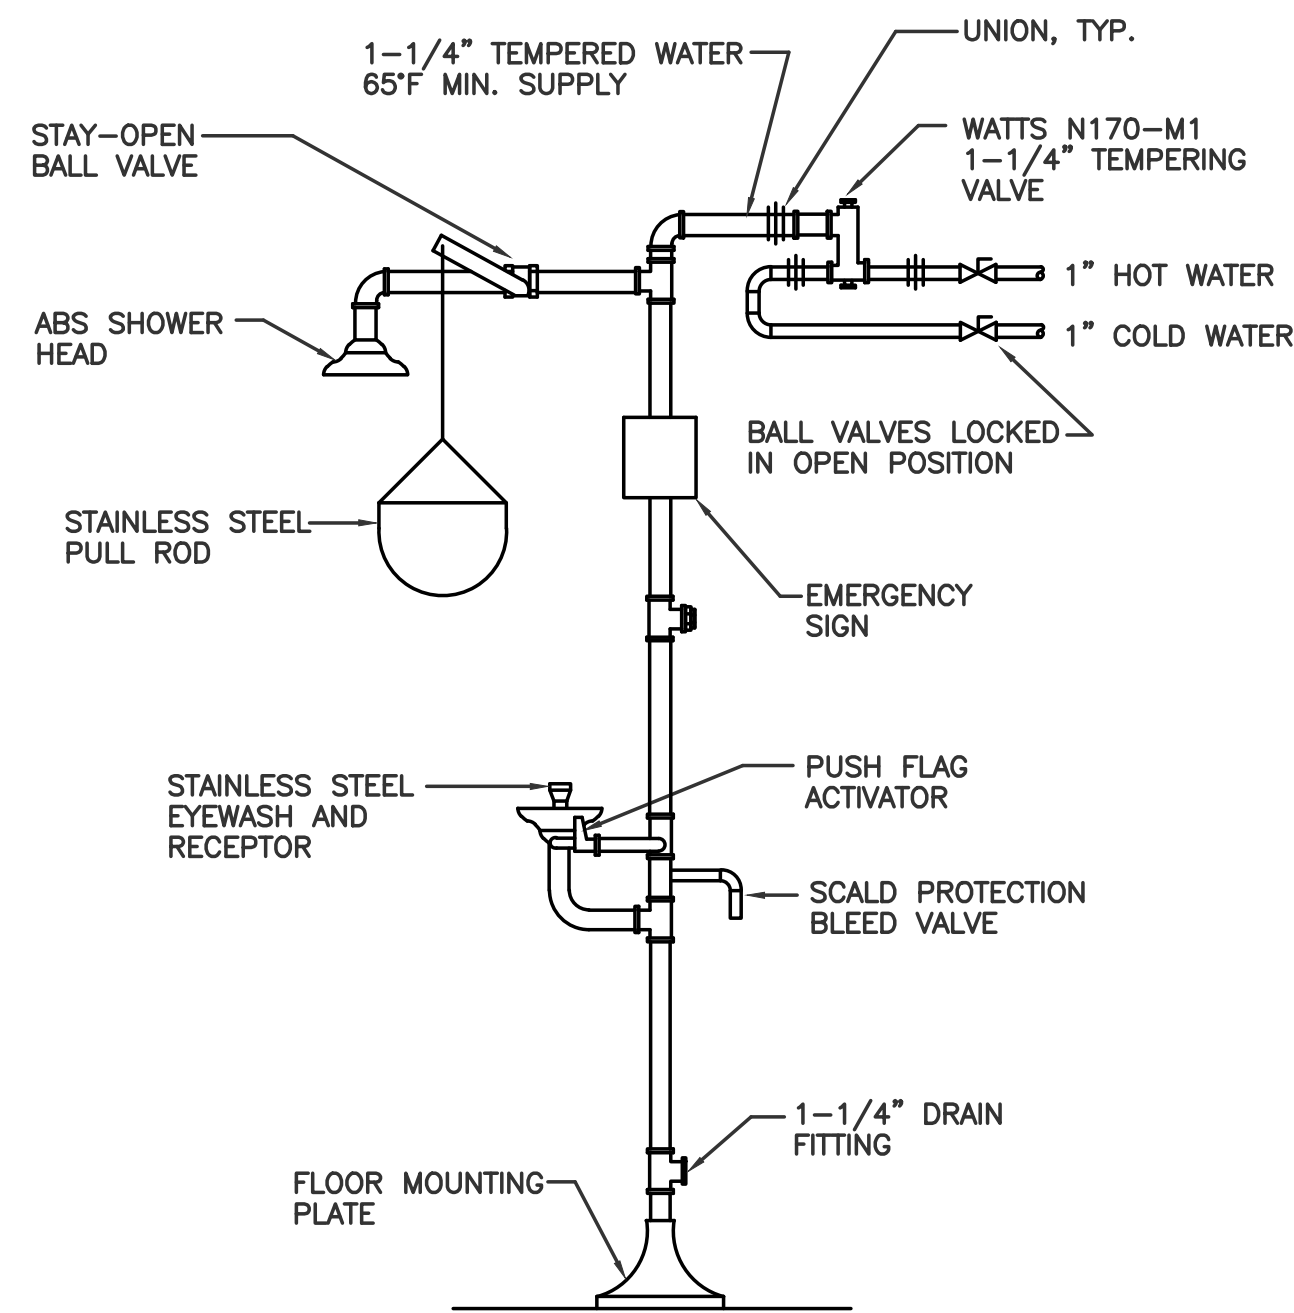 UNION, TYP.
1-1/4” TEMPERED WATER
65°F MIN. SUPPLY
STAY-OPEN
BALL VALVE
WATTS N170-M1
1-1/4” TEMPERING
VALVE
1” HOT WATER
ABS SHOWER
HEAD
1” COLD WATER
BALL VALVES LOCKED
IN OPEN POSITION
STAINLESS STEEL
PULL ROD
EMERGENCY
SIGN
STAINLESS STEEL
EYEWASH AND
RECEPTOR
PUSH FLAG
ACTIVATOR
SCALD PROTECTION
BLEED VALVE
1-1/4” DRAIN
FITTING
FLOOR MOUNTING
PLATE